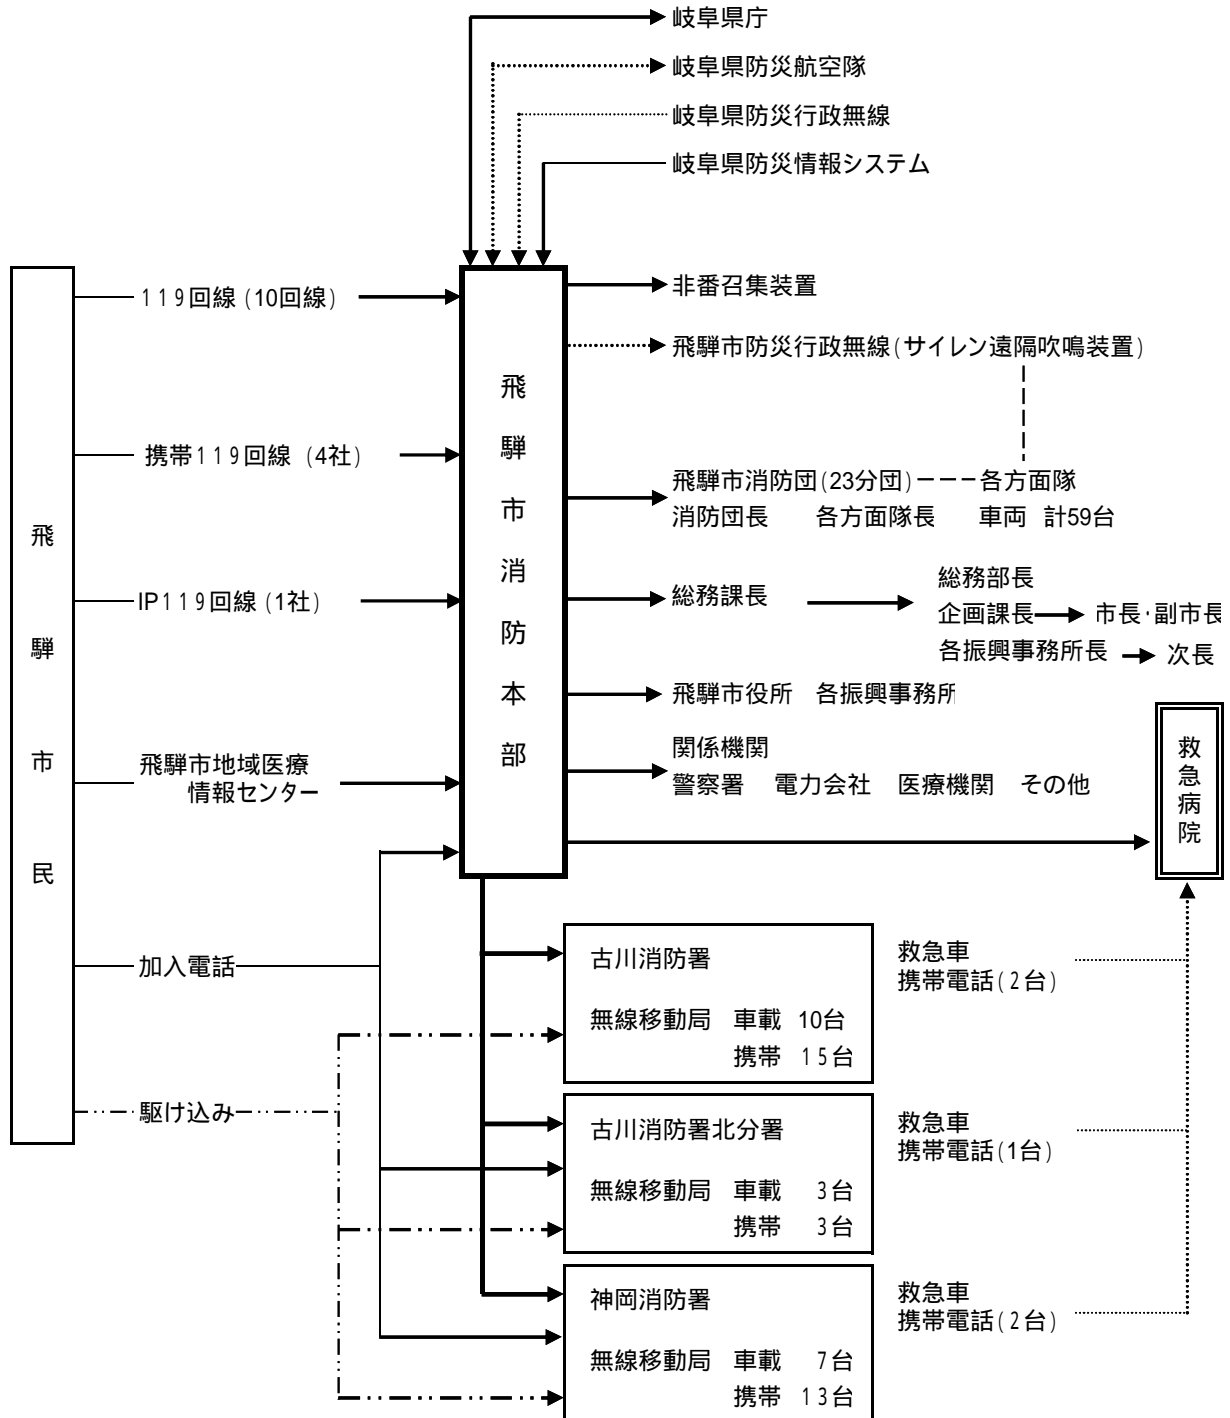 岐阜県庁
岐阜県防災航空隊
岐阜県防災行政無線
岐阜県防災情報システム
飛騨市民
119回線(10回線)
携帯119回線 (4社)
IP119回線(1社)
飛騨市地域医療
情報センター
加入電話
駆け込み
飛騨市消防本部
非番召集装置
飛騨市防災行政無線(サイレン遠隔吹鳴装置)
飛騨市消防団(23分団) 各方面隊
消防団長 各方面隊長 車両 計59台
総務課長
総務部長
企画課長 市長・副市長
各振興事務所長 次長
飛騨市役所 各振興事務所
関係機関
警察署 電力会社 医療機関 その他
救急病院
古川消防署
無線移動局 車載 10台
携帯 15台
救急車
携帯電話(2台)
古川消防署北分署
無線移動局 車載 3台
携帯 3台
救急車
携帯電話(1台)
神岡消防署
無線移動局 車載 7台
携帯 13台
救急車
携帯電話(2台)